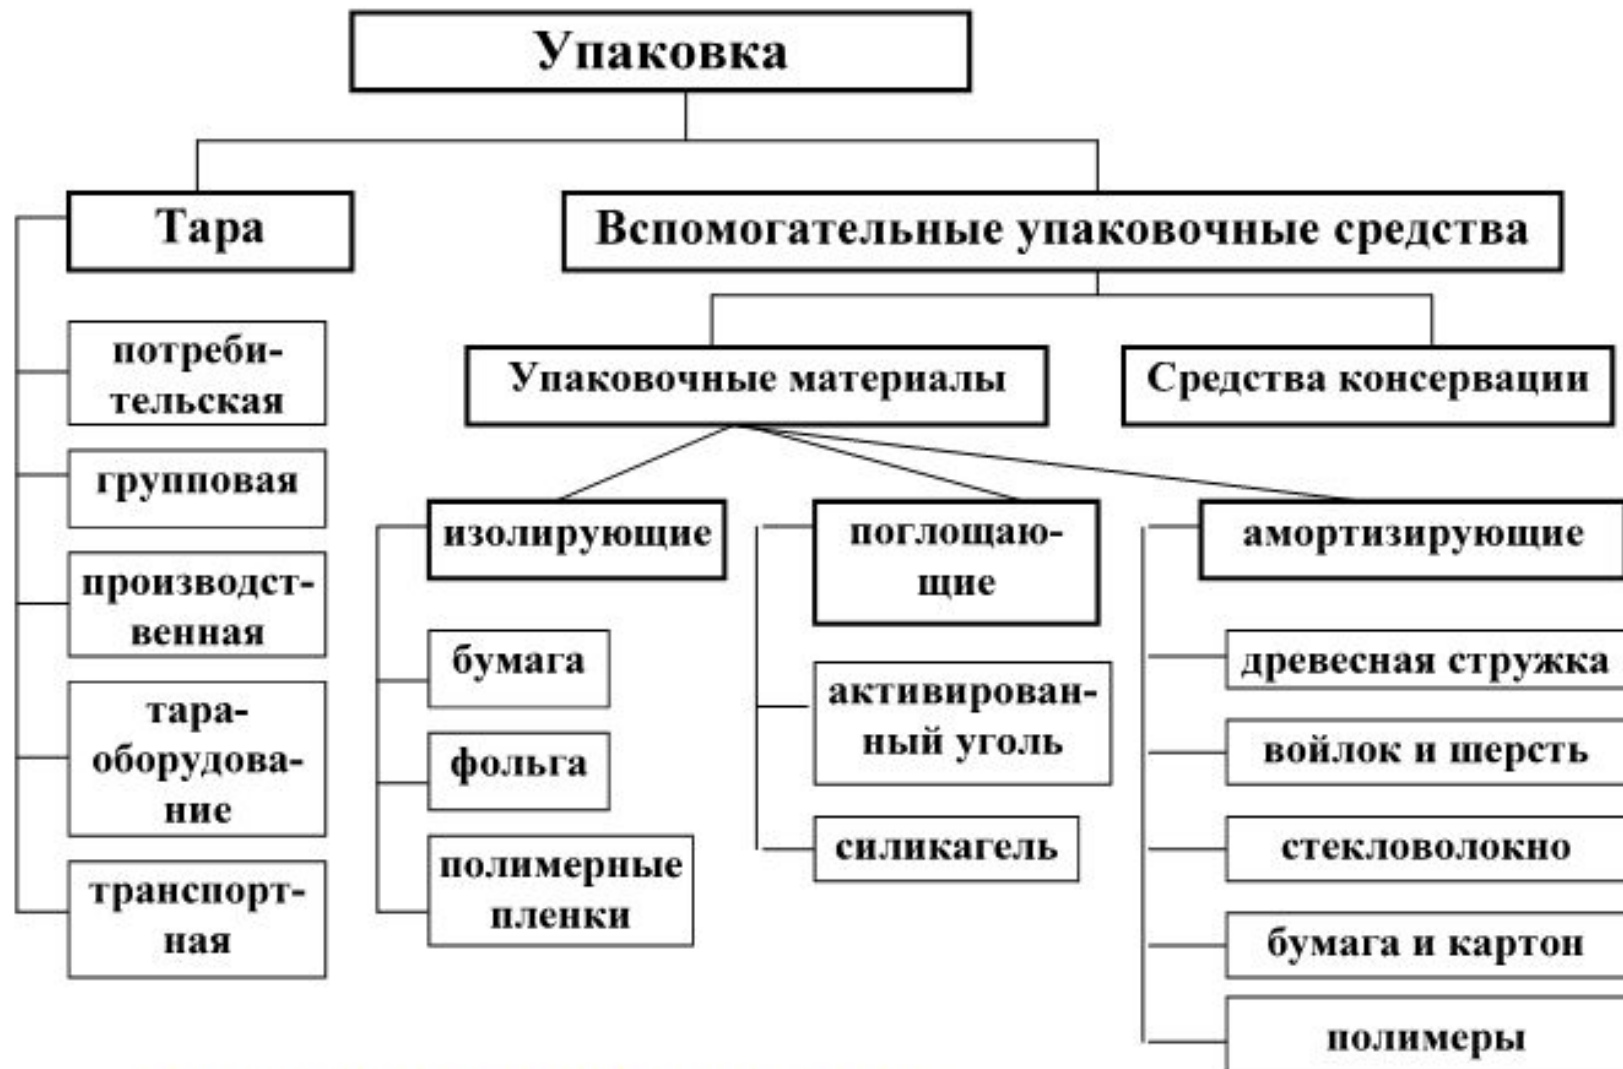 Упаковка
Тара
Вспомогательные упаковочные средства
Упаковочные материалы
Средства консервации
потреби-
тельская
групповая
производст-
венная
тара-
оборудова-
ние
транспорт-
ная
изолирующие
бумага
фольга
полимерные
пленки
поглощаю-
щие
активирован-
ный уголь
силикагель
амортизирующие
древесная стружка
войлок и шерсть
стекловолокно
бумага и картон
полимеры